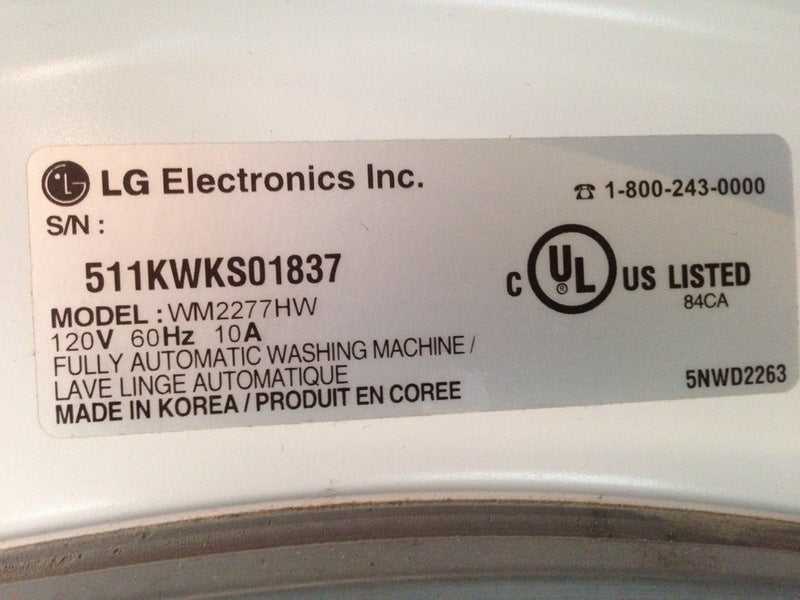 LG LG Electronics Inc.
☎ 1-800-243-0000
S/N :
511KWKS01837
C UL ® US LISTED
84CA
MODEL : WM2277HW
120V 60Hz 10A
FULLY AUTOMATIC WASHING MACHINE /
LAVE LINGE AUTOMATIQUE
MADE IN KOREA / PRODUIT EN COREE
5NWD2263